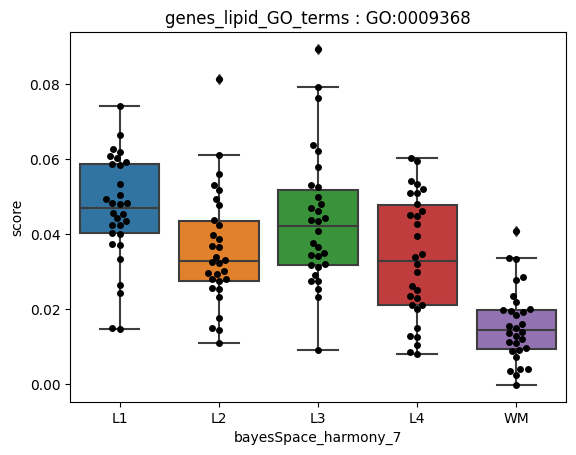 genes_lipid_GO_terms : GO:0009368
0.08
0.06
0.04
0.02
0.00
score
L1 L2 L3 L4 WM
bayesSpace_harmony_7